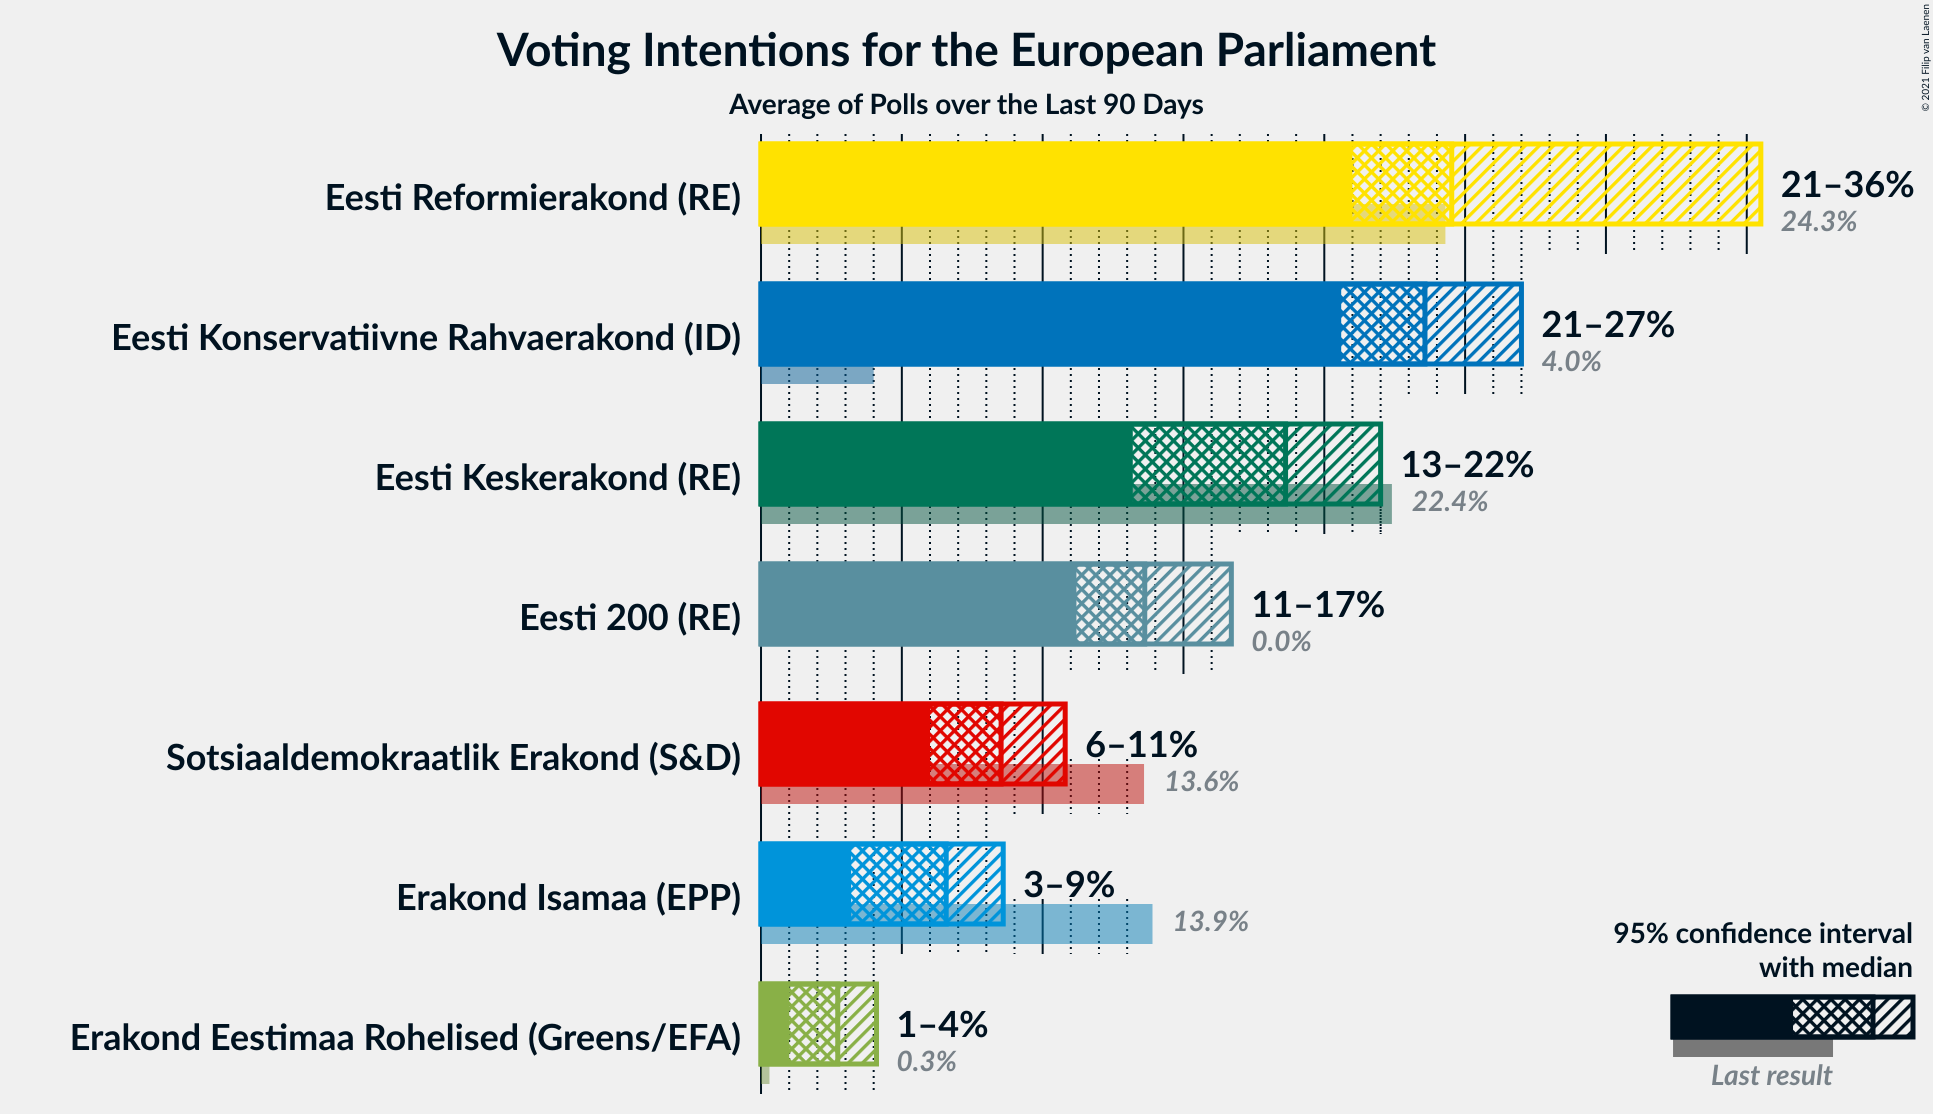 Voting Intentions for the European Parliament
Average of Polls over the Last 90 Days
© 2021 Filip van Laenen
Eesti Reformierakond (RE)
21–36%
24.3%
Eesti Konservatiivne Rahvaerakond (ID)
21–27%
4.0%
Eesti Keskerakond (RE)
13–22%
22.4%
Eesti 200 (RE)
11–17%
0.0%
Sotsiaaldemokraatlik Erakond (S&D)
6–11%
13.6%
Erakond Isamaa (EPP)
3–9%
13.9%
Erakond Eestimaa Rohelised (Greens/EFA)
1–4%
0.3%
95% confidence interval
with median
Last result